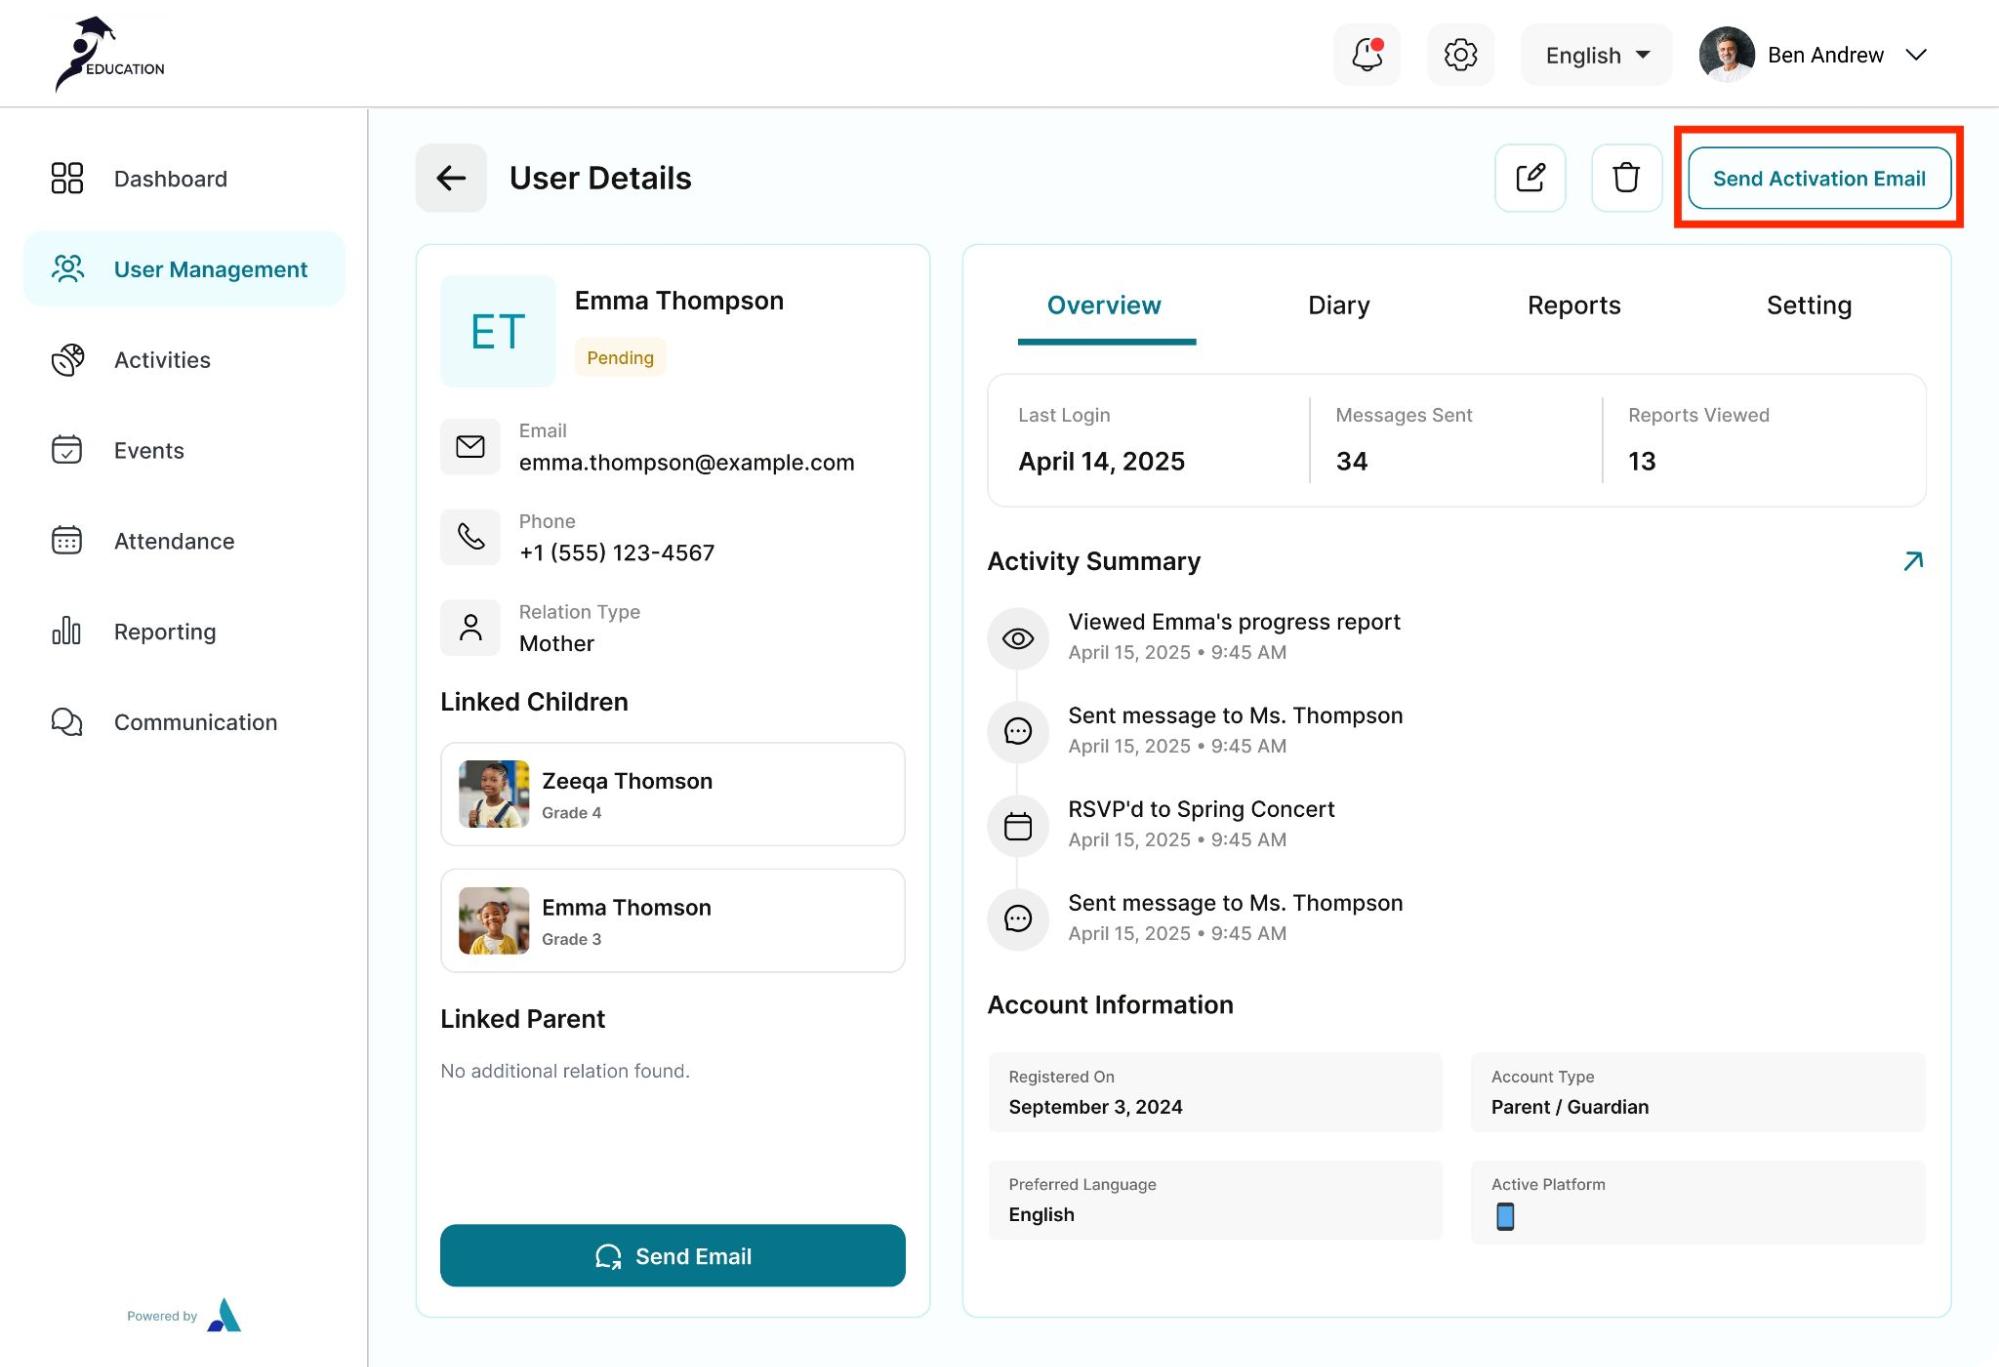 EDUCATION
English
Ben Andrew
Dashboard
User Management
Activities
Events
Attendance
Reporting
Communication
Powered by
User Details
Send Activation Email
ET
Emma Thompson
Pending
Email
emma.thompson@example.com
Phone
+1 (555) 123-4567
Relation Type
Mother
Linked Children
Zeeqa Thomson
Grade 4
Emma Thomson
Grade 3
Linked Parent
No additional relation found.
Send Email
Overview
Diary
Reports
Setting
Last Login
April 14, 2025
Messages Sent
34
Reports Viewed
13
Activity Summary
Viewed Emma's progress report
April 15, 2025 • 9:45 AM
Sent message to Ms. Thompson
April 15, 2025 • 9:45 AM
RSVP'd to Spring Concert
April 15, 2025 • 9:45 AM
Sent message to Ms. Thompson
April 15, 2025 • 9:45 AM
Account Information
Registered On
September 3, 2024
Account Type
Parent / Guardian
Preferred Language
English
Active Platform